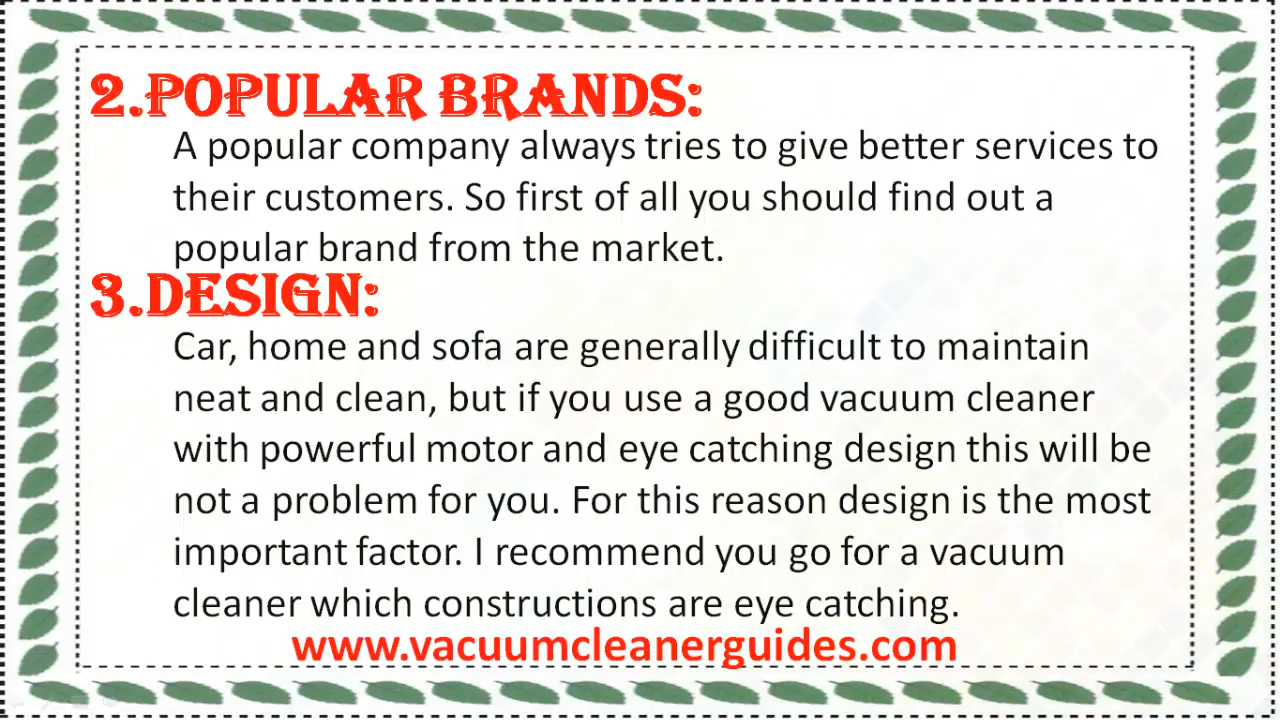 2.POPULAR BRANDS:
A popular company always tries to give better services to
their customers. So first of all you should find out a
popular brand from the market.
3.DESIGN:
Car, home and sofa are generally difficult to maintain
neat and clean, but if you use a good vacuum cleaner
with powerful motor and eye catching design this will be
not a problem for you. For this reason design is the most
important factor. I recommend you go for a vacuum
cleaner which constructions are eye catching.
www.vacuumcleanerguides.com